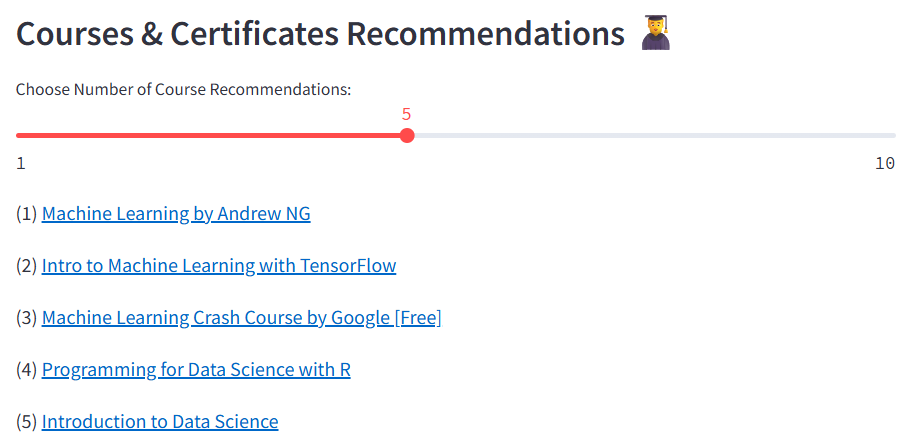 Courses & Certificates Recommendations
Choose Number of Course Recommendations:
5
1 10
(1) Machine Learning by Andrew NG
(2) Intro to Machine Learning with TensorFlow
(3) Machine Learning Crash Course by Google [Free]
(4) Programming for Data Science with R
(5) Introduction to Data Science